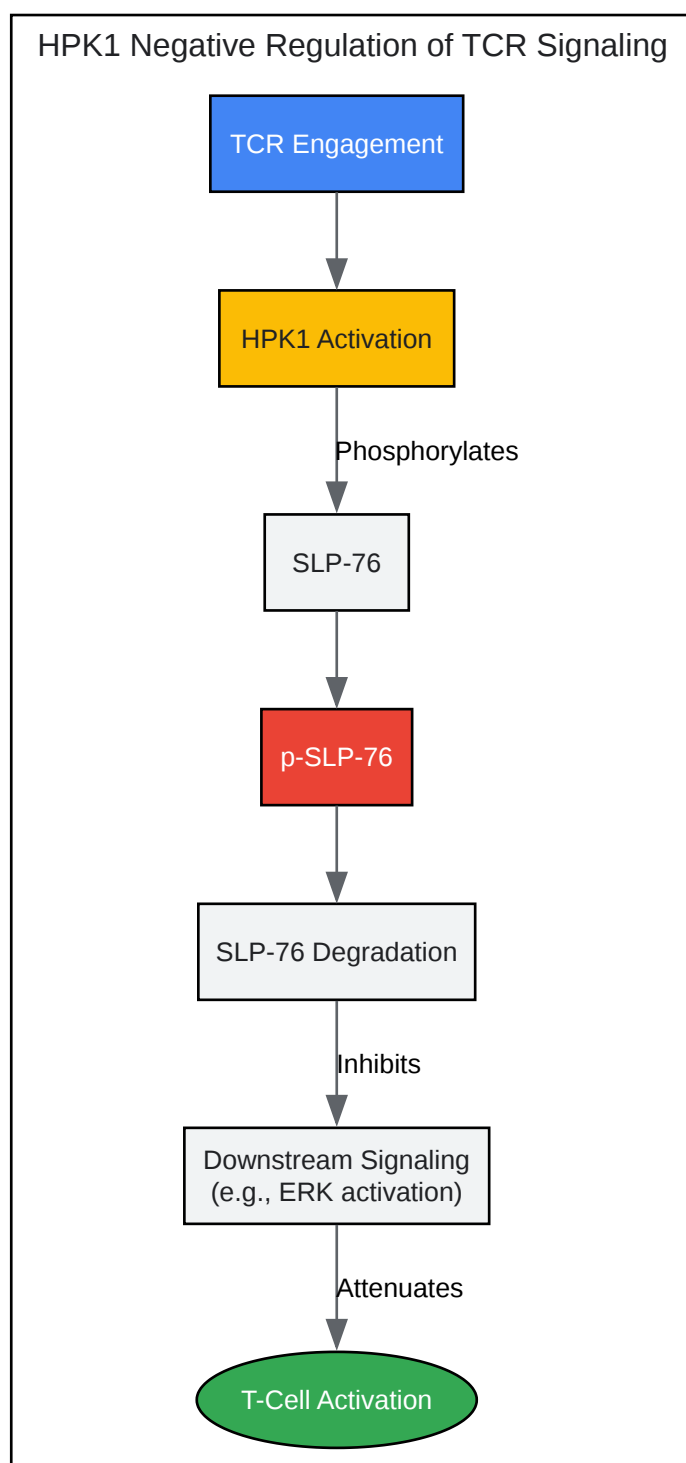 HPK1 Negative Regulation of TCR Signaling
TCR Engagement
HPK1 Activation
Phosphorylates
SLP-76
p-SLP-76
SLP-76 Degradation
Inhibits
Downstream Signaling
(e.g., ERK activation)
Attenuates
T-Cell Activation